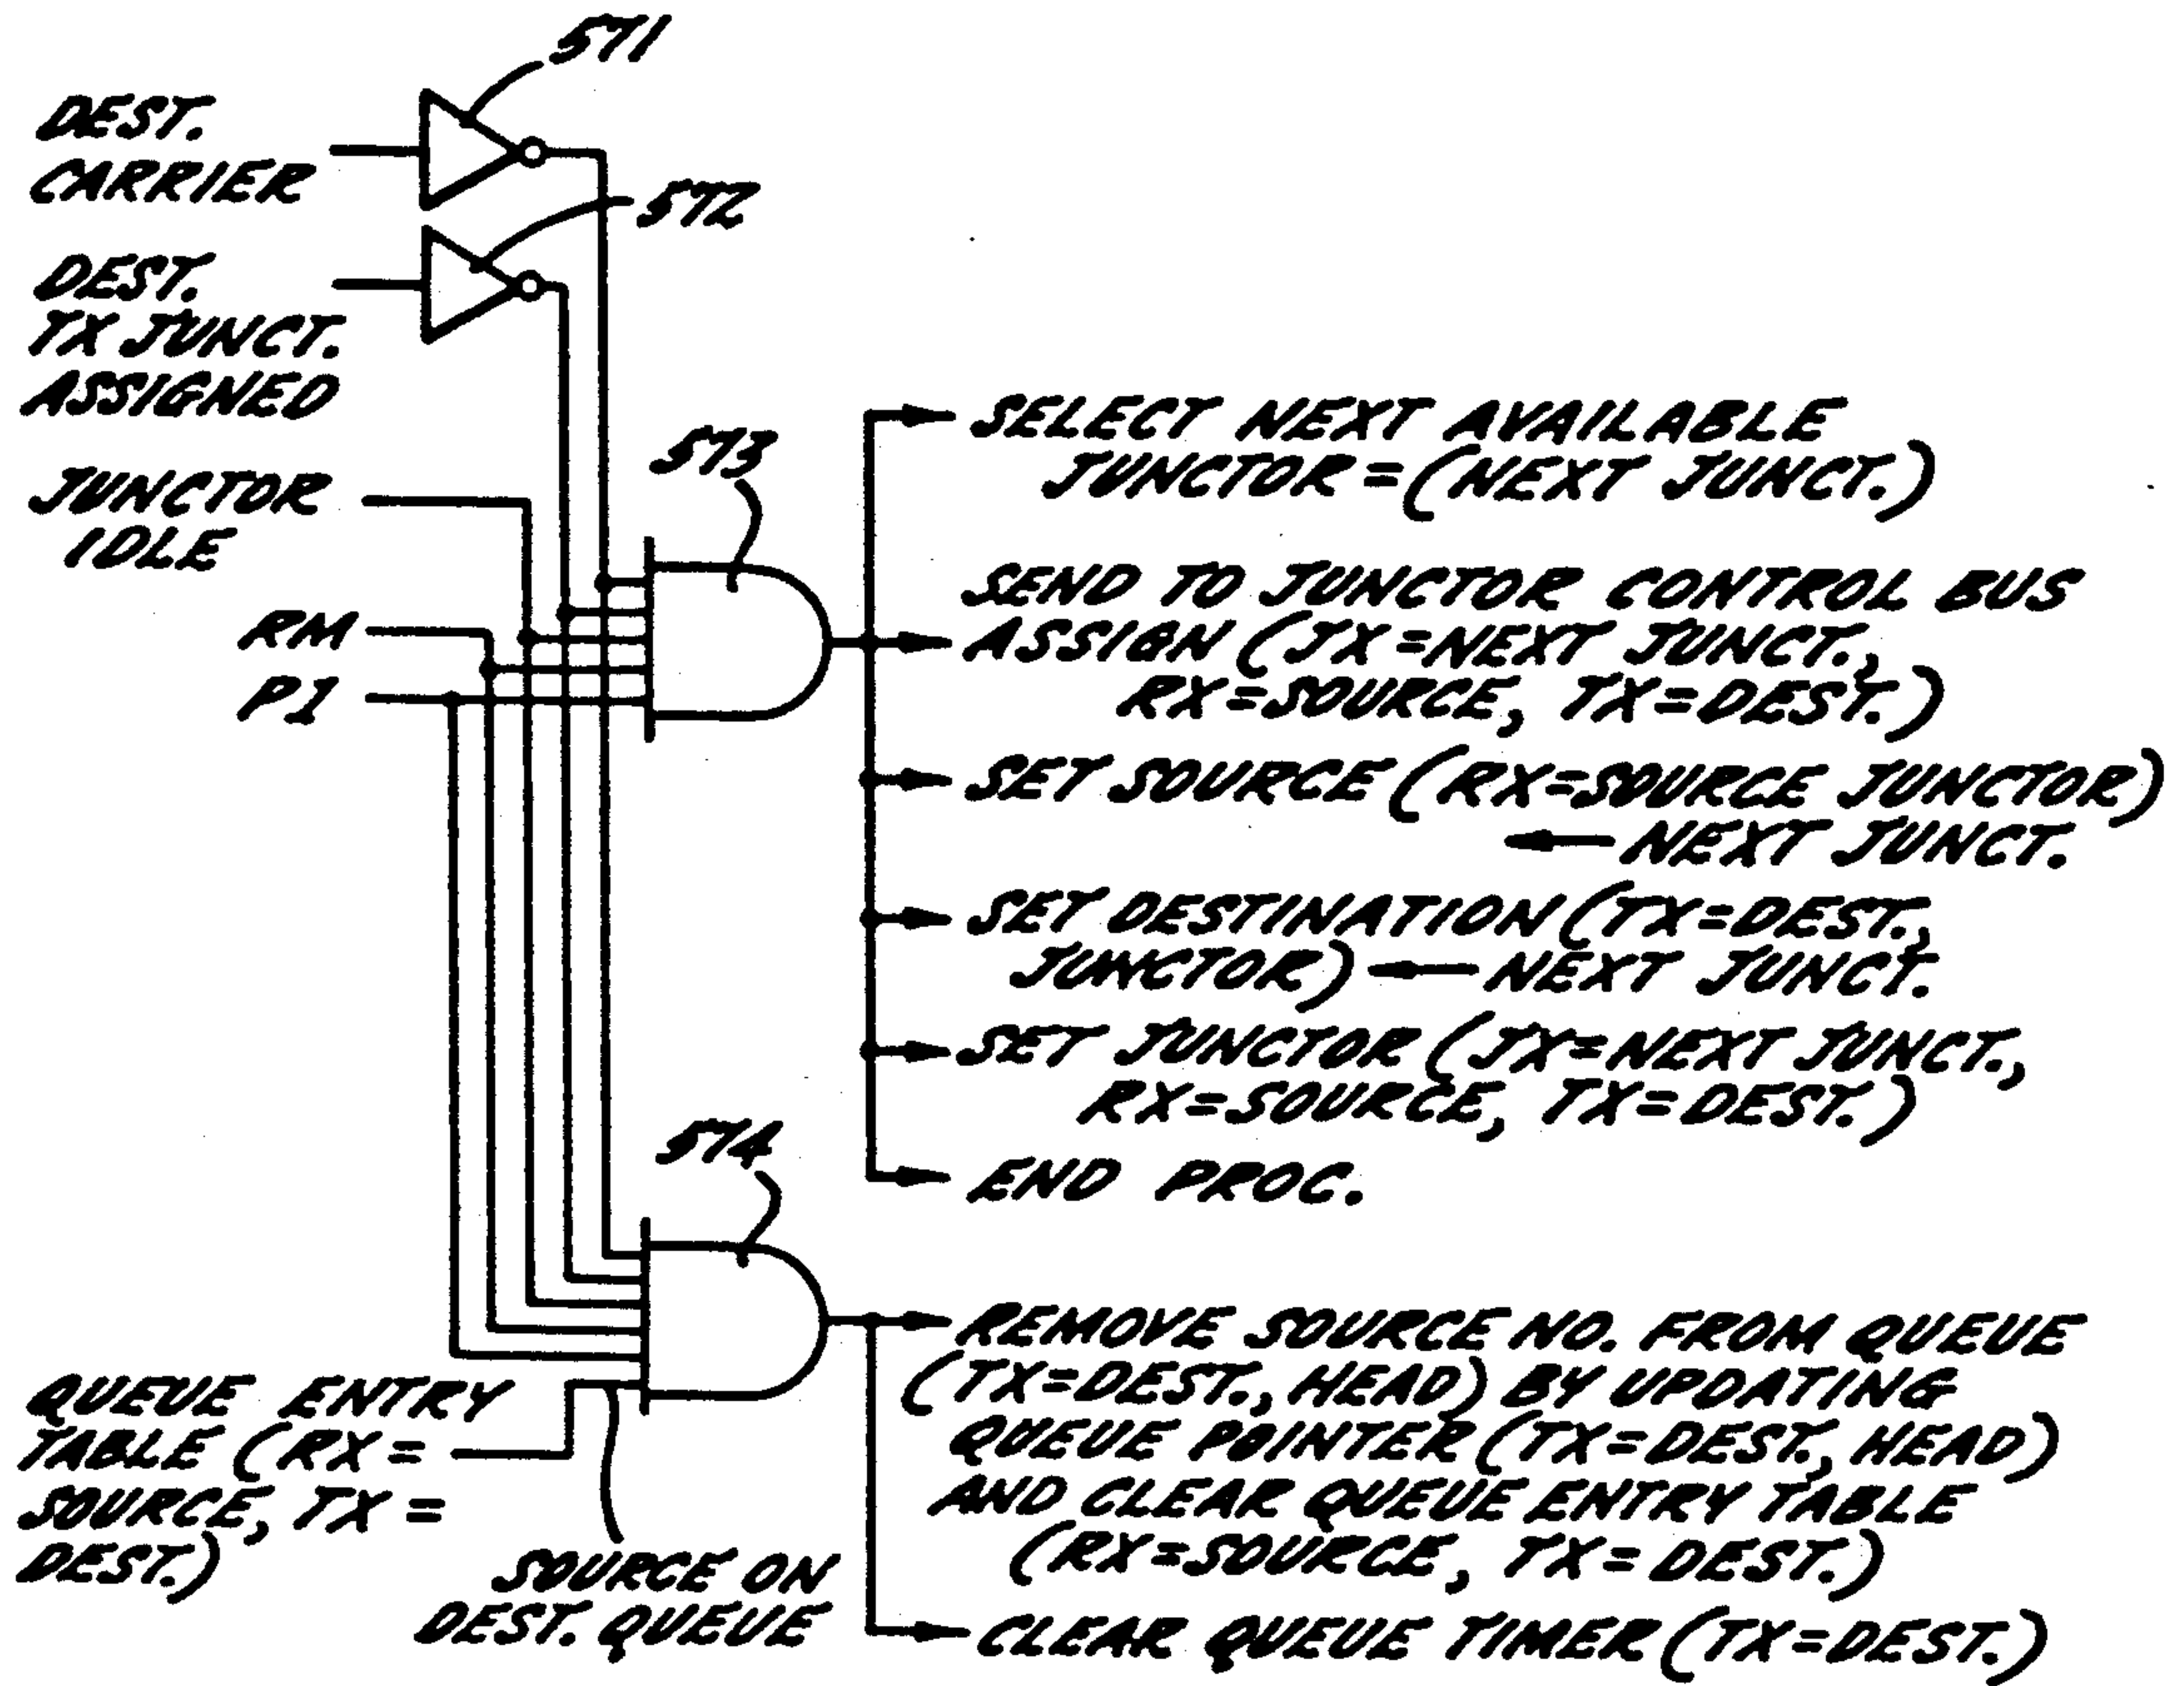 571
DEST.
CARRIER
572
DEST.
TX JUNCT.
ASSIGNED
JUNCTOR
IDLE
573
RM
P1
SELECT NEXT AVAILABLE
JUNCTOR=(NEXT JUNCT.)
SEND TO JUNCTOR CONTROL BUS
ASSIGN (JX=NEXT JUNCT.,
RX=SOURCE, TX=DEST.)
SET SOURCE (RX=SOURCE JUNCTOR)
← NEXT JUNCT.
SET DESTINATION (TX=DEST.,
JUNCTOR) ← NEXT JUNCT.
SET JUNCTOR (JX=NEXT JUNCT.,
RX=SOURCE, TX=DEST.)
END PROC.
574
QUEUE ENTRY
TABLE (RX=
SOURCE, TX=
DEST.)
SOURCE ON
DEST. QUEUE
REMOVE SOURCE NO. FROM QUEUE
(TX=DEST., HEAD) BY UPDATING
QUEUE POINTER (TX=DEST., HEAD)
AND CLEAR QUEUE ENTRY TABLE
(RX=SOURCE, TX=DEST.)
CLEAR QUEUE TIMER (TX=DEST.)